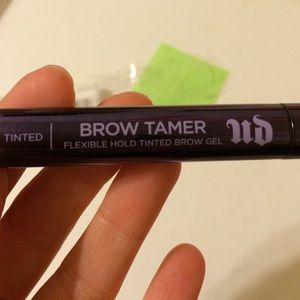 TINTED | BROW TAMER
FLEXIBLE HOLD TINTED BROW GEL
UD